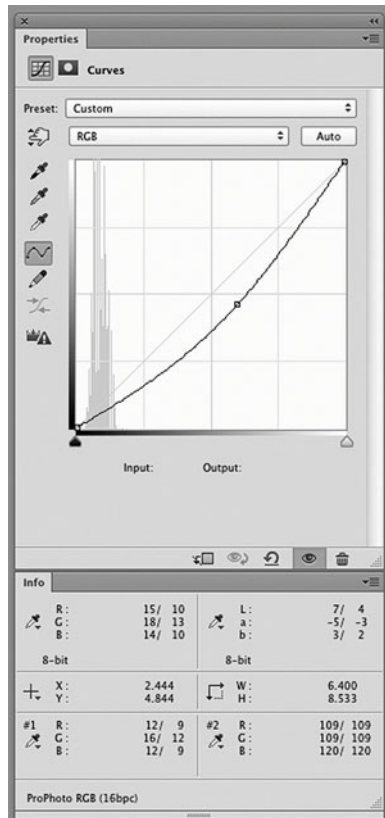 Properties
Curves
Preset: Custom
RGB Auto
Input: Output:
Info
R: 15/ 10 L: 7/ 4
G: 18/ 13 a: -5/ -3
B: 14/ 10 b: 3/ 2
8-bit 8-bit
X: 2.444 W: 6.400
Y: 4.844 H: 8.533
#1 R: 12/ 9 #2 R: 109/ 109
G: 16/ 12 G: 109/ 109
B: 12/ 9 B: 120/ 120
ProPhoto RGB (16bpc)